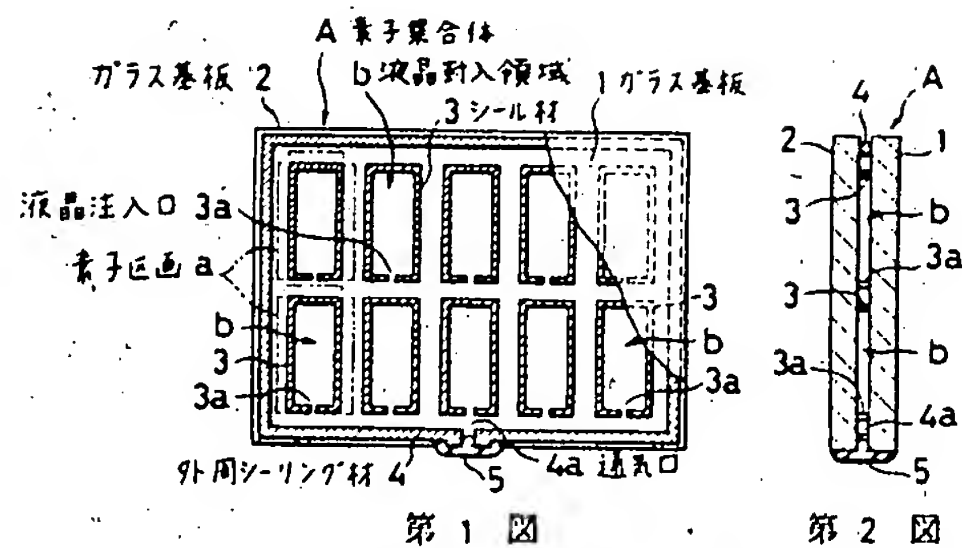 A 素子集合体
ガラス基板 2
b 液晶封入領域
1 ガラス基板
3 シール材
液晶注入口 3a
素子区画 a
3
b
b
3
3a
3a
外周シーリング材 4
5
4a 通気口
第 1 図
A
4
2
1
3
b
3a
3
b
3a
4a
5
第 2 図